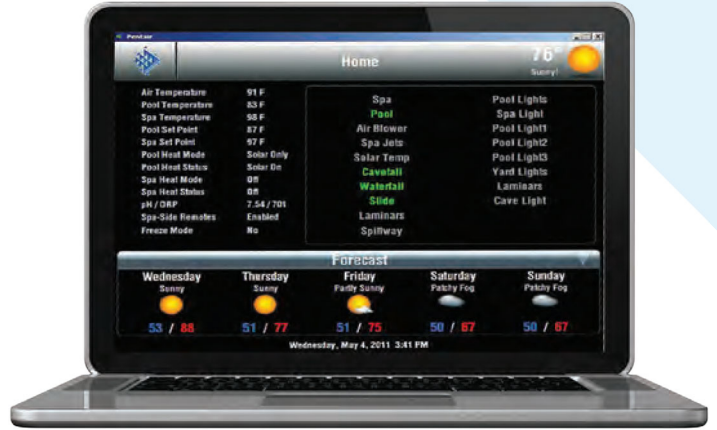 Pentair
Home
76°
Sunny!
Air Temperature 91 F
Pool Temperature 83 F
Spa Temperature 98 F
Pool Set Point 87 F
Spa Set Point 97 F
Pool Heat Mode Solar Only
Pool Heat Status Solar On
Spa Heat Mode Off
Spa Heat Status Off
pH / ORP 7.54 / 701
Spa-Side Remotes Enabled
Freeze Mode No
Spa
Pool
Air Blower
Spa Jets
Solar Temp
Cavefall
Waterfall
Slide
Laminars
Spillway
Pool Lights
Spa Light
Pool Light1
Pool Light2
Pool Light3
Yard Lights
Laminars
Cave Light
Forecast
Wednesday Thursday Friday Saturday Sunday
Sunny Sunny Partly Sunny Patchy Fog Patchy Fog
53 / 88 51 / 77 51 / 75 50 / 67 50 / 67
Wednesday, May 4, 2011 3:41 PM